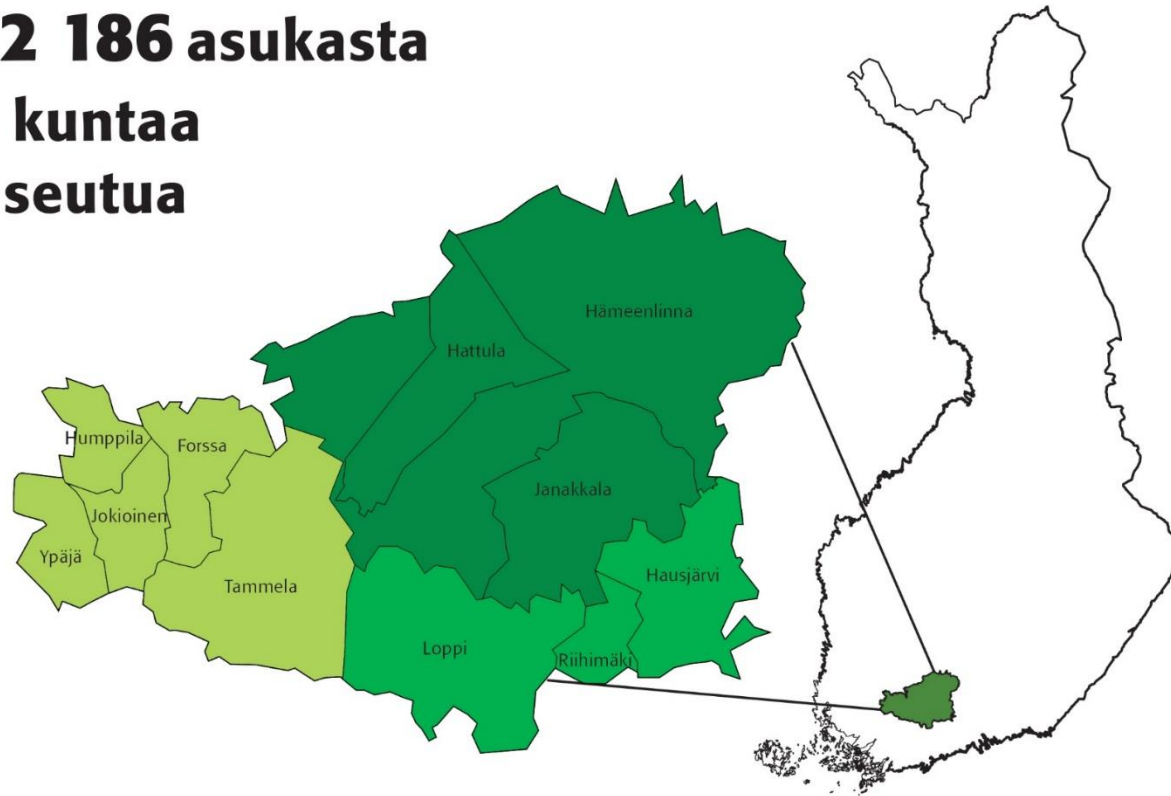 2 186 asukasta
kuntaa
seutua
Hämeenlinna
Hattula
Humppila
Forssa
Janakkala
Jokioinen
Ypäjä
Hausjärvi
Tammela
Loppi
Riihimäki